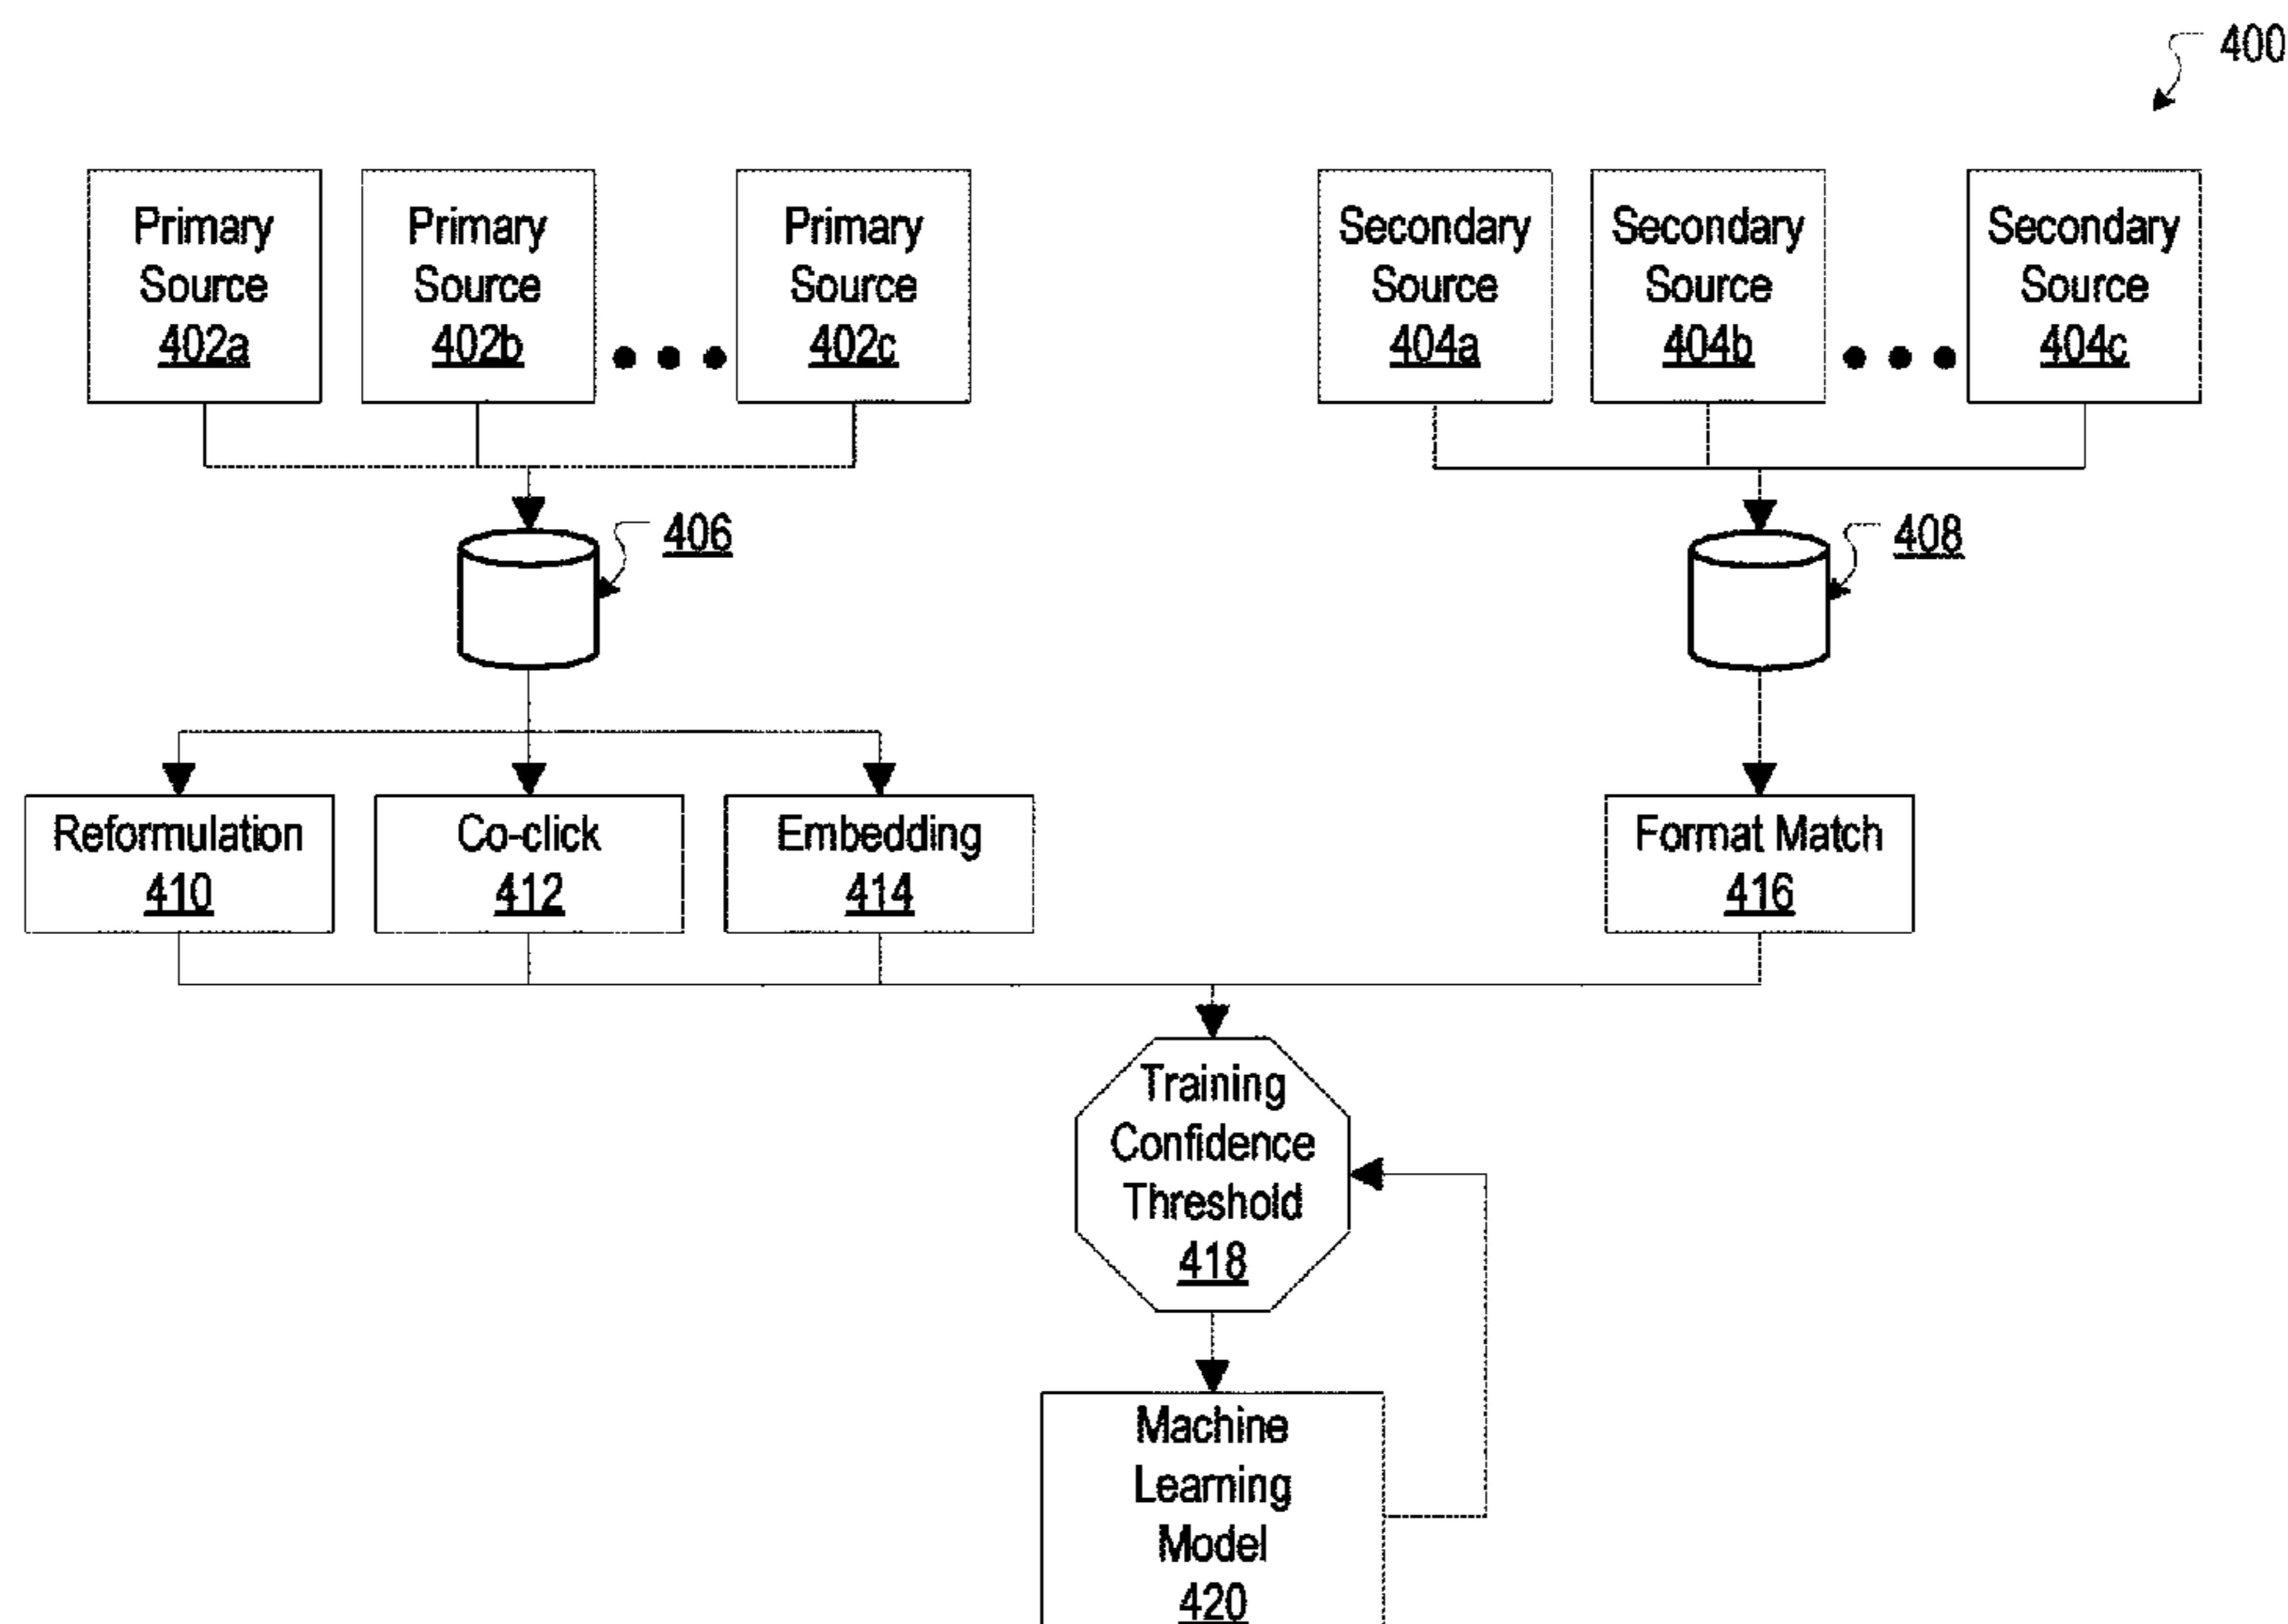 400
Primary
Source
402a
Primary
Source
402b
Primary
Source
402c
Secondary
Source
404a
Secondary
Source
404b
Secondary
Source
404c
406
408
Reformulation
410
Co-click
412
Embedding
414
Format Match
416
Training
Confidence
Threshold
418
Machine
Learning
Model
420